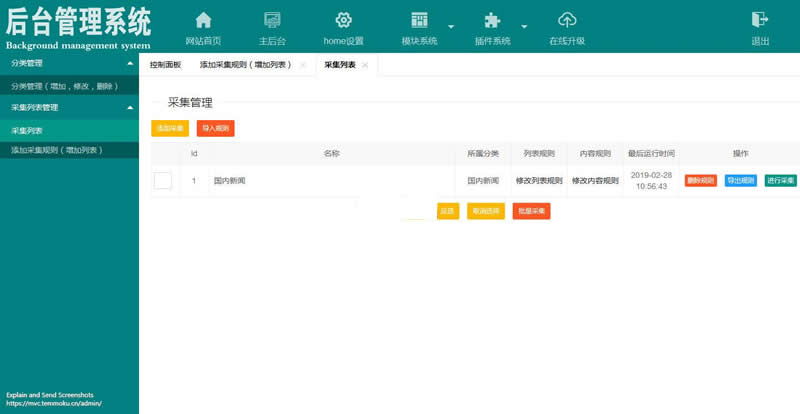 后台管理系统
Background management system
网站首页
主后台
home设置
模块系统
插件系统
在线升级
退出
分类管理
分类管理（增加，修改，删除）
采集列表管理
采集列表
添加采集规则（增加列表）
控制面板
添加采集规则（增加列表）
采集列表
采集管理
添加采集
导入规则
id 名称 所属分类 列表规则 内容规则 最后运行时间 操作
1 国内新闻 国内新闻 修改列表规则 修改内容规则 2019-02-28 10:56:43 删除规则 导出规则 进行采集
反选
取消选择
批量采集
Explain and Send Screenshots
https://mvc.temmoku.cn/admin/